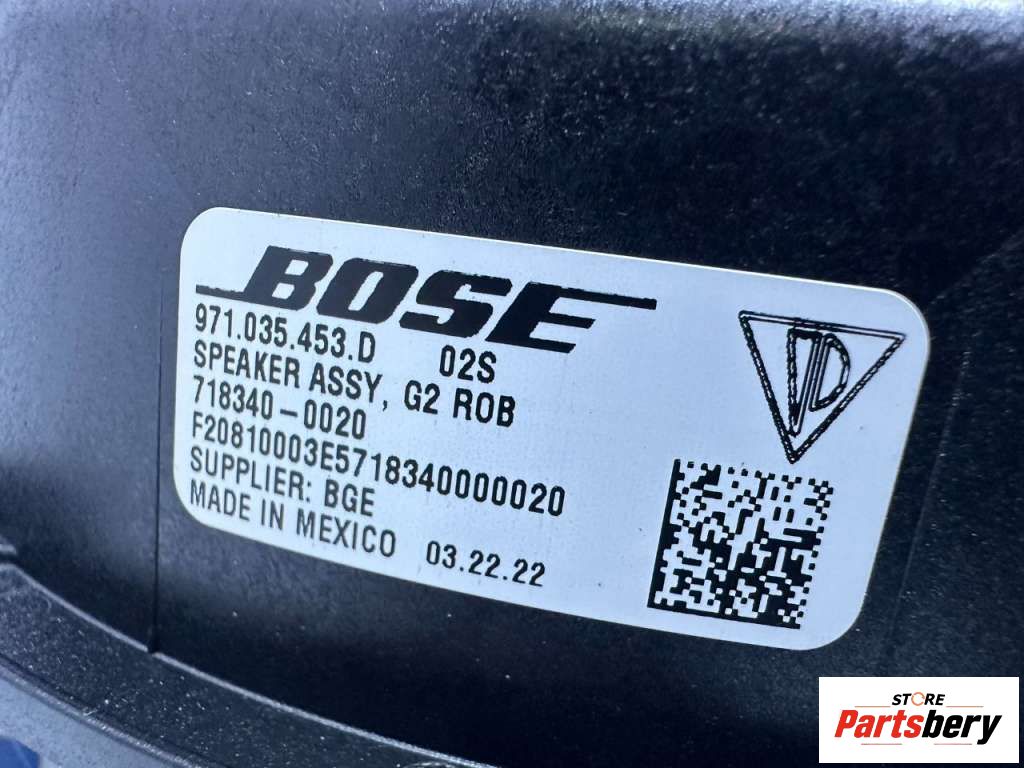 BOSE
971.035.453.D 02S
SPEAKER ASSY, G2 ROB
718340-0020
F20810003E5718340000020
SUPPLIER: BGE
MADE IN MEXICO 03.22.22
STORE
Partsbery